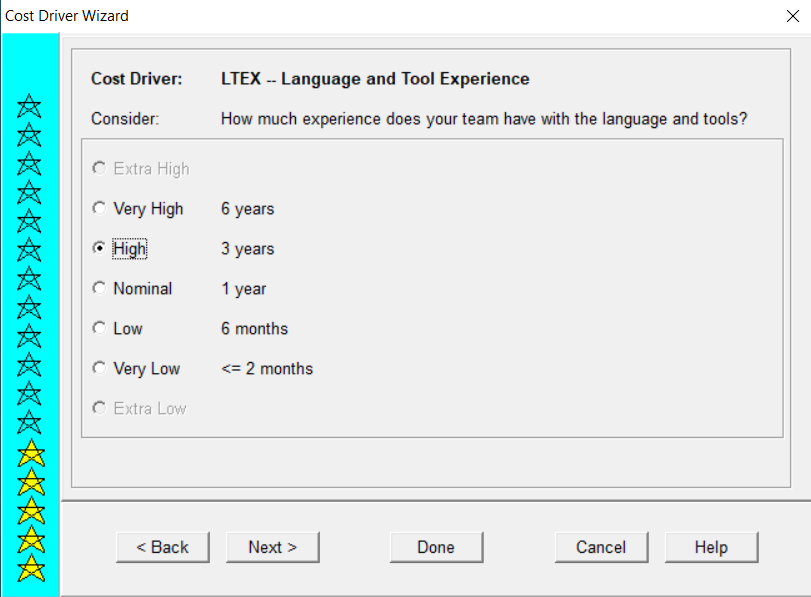 Cost Driver Wizard
Cost Driver: LTEX -- Language and Tool Experience
Consider: How much experience does your team have with the language and tools?
Extra High
Very High 6 years
High 3 years
Nominal 1 year
Low 6 months
Very Low <= 2 months
Extra Low
< Back Next > Done Cancel Help